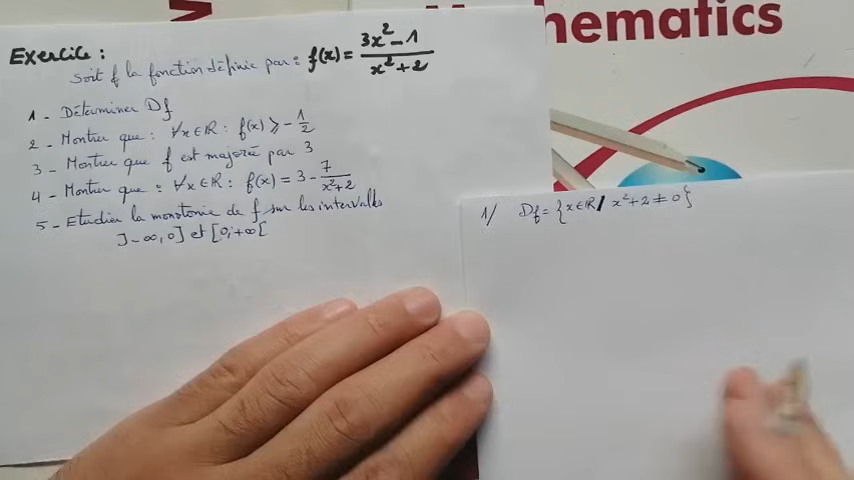 hematics
Exercice :
soit f la fonction définie par : f(x) = (3x² - 1)/(x² + 2)
1 - Déterminer Df
2 - Montrer que : ∀x∈ℝ : f(x) ⩾ - 1/2
3 - Montrer que f est majorée par 3
4 - Montrer que : ∀x∈ℝ : f(x) = 3 - 7/(x²+2)
5 - Etudier la monotonie de f sur les intervalles
]-∞,0] et [0,+∞[
1/ Df = {x∈ℝ / x²+2≠0}